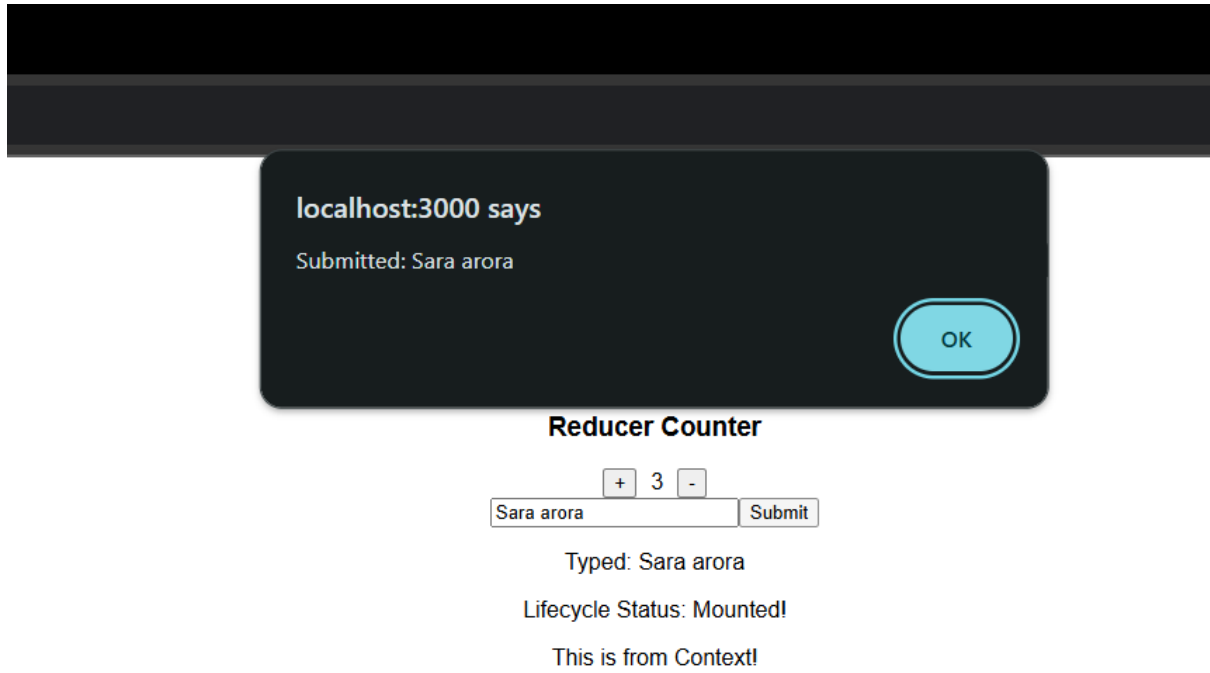 localhost:3000 says
Submitted: Sara arora
OK
Reducer Counter
+ 3 -
Sara arora Submit
Typed: Sara arora
Lifecycle Status: Mounted!
This is from Context!